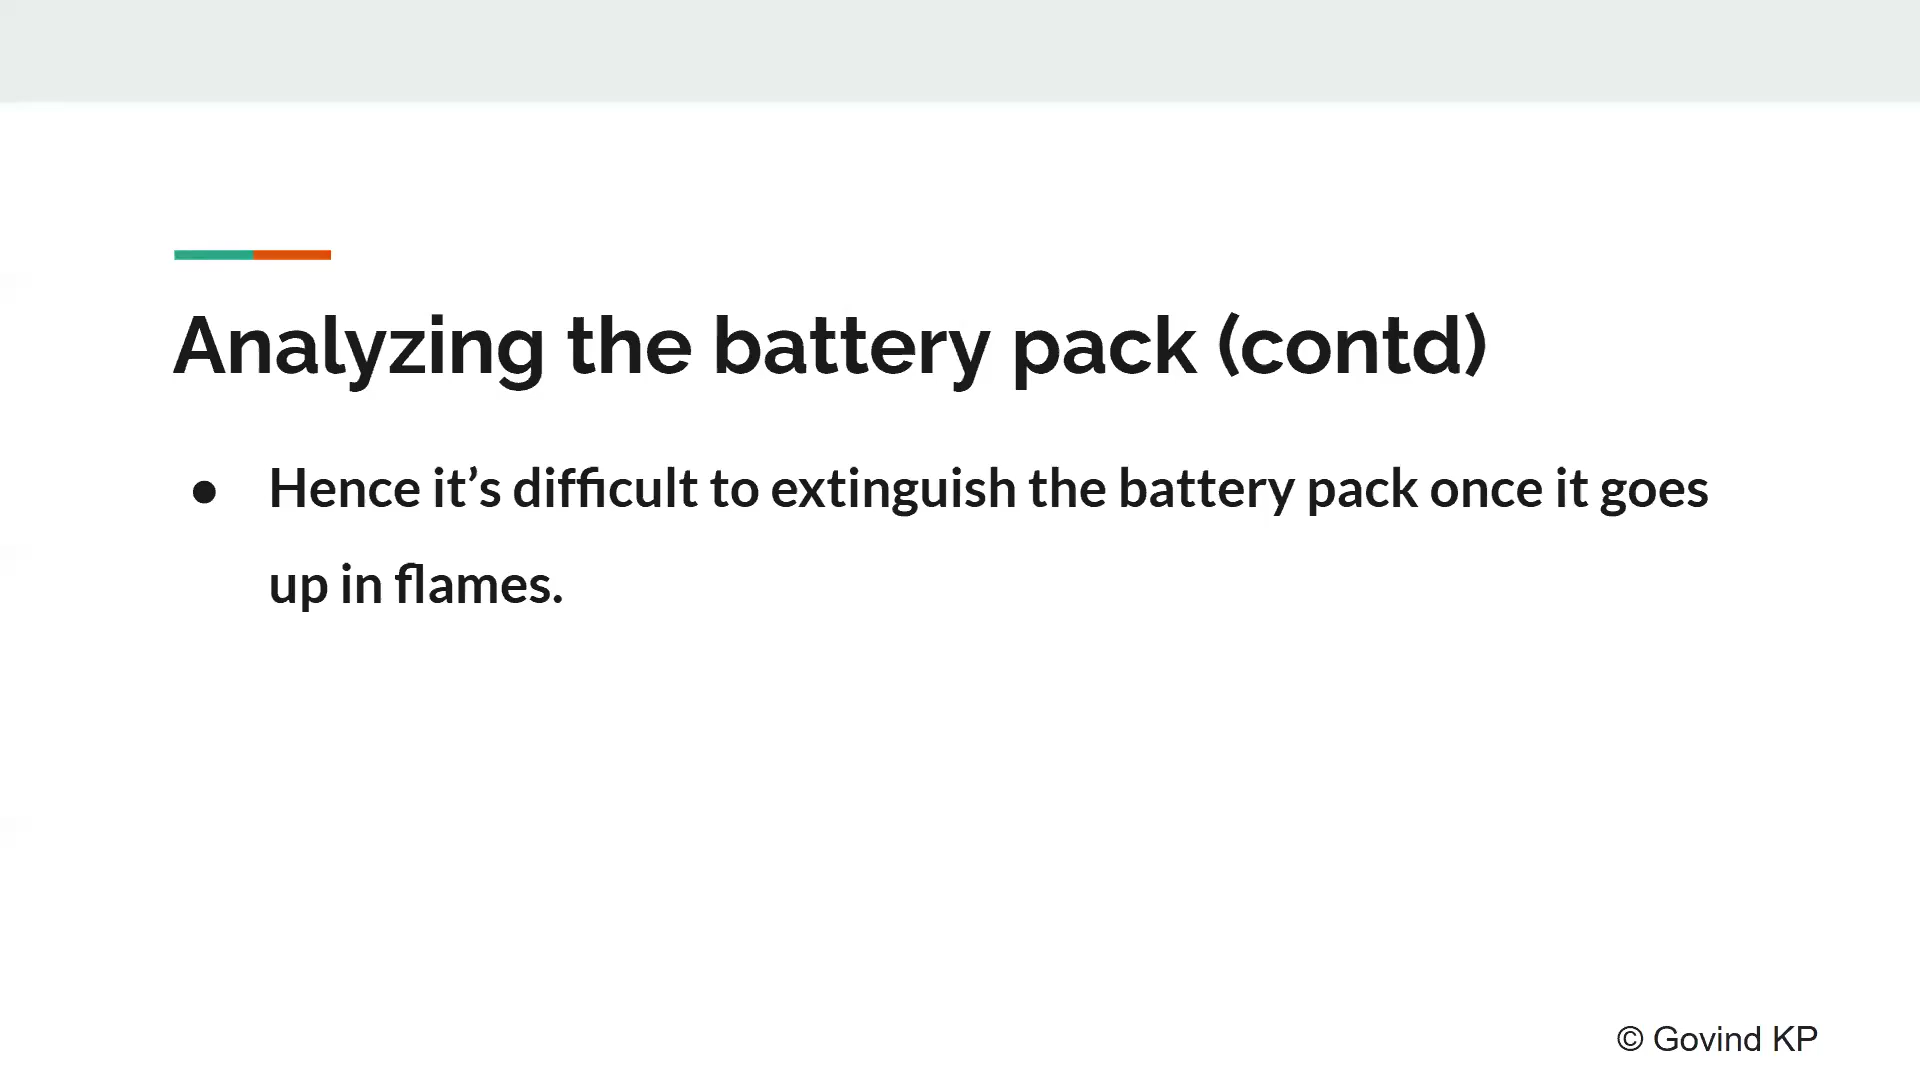 Analyzing the battery pack (contd)
● Hence it’s difficult to extinguish the battery pack once it goes
up in flames.
© Govind KP